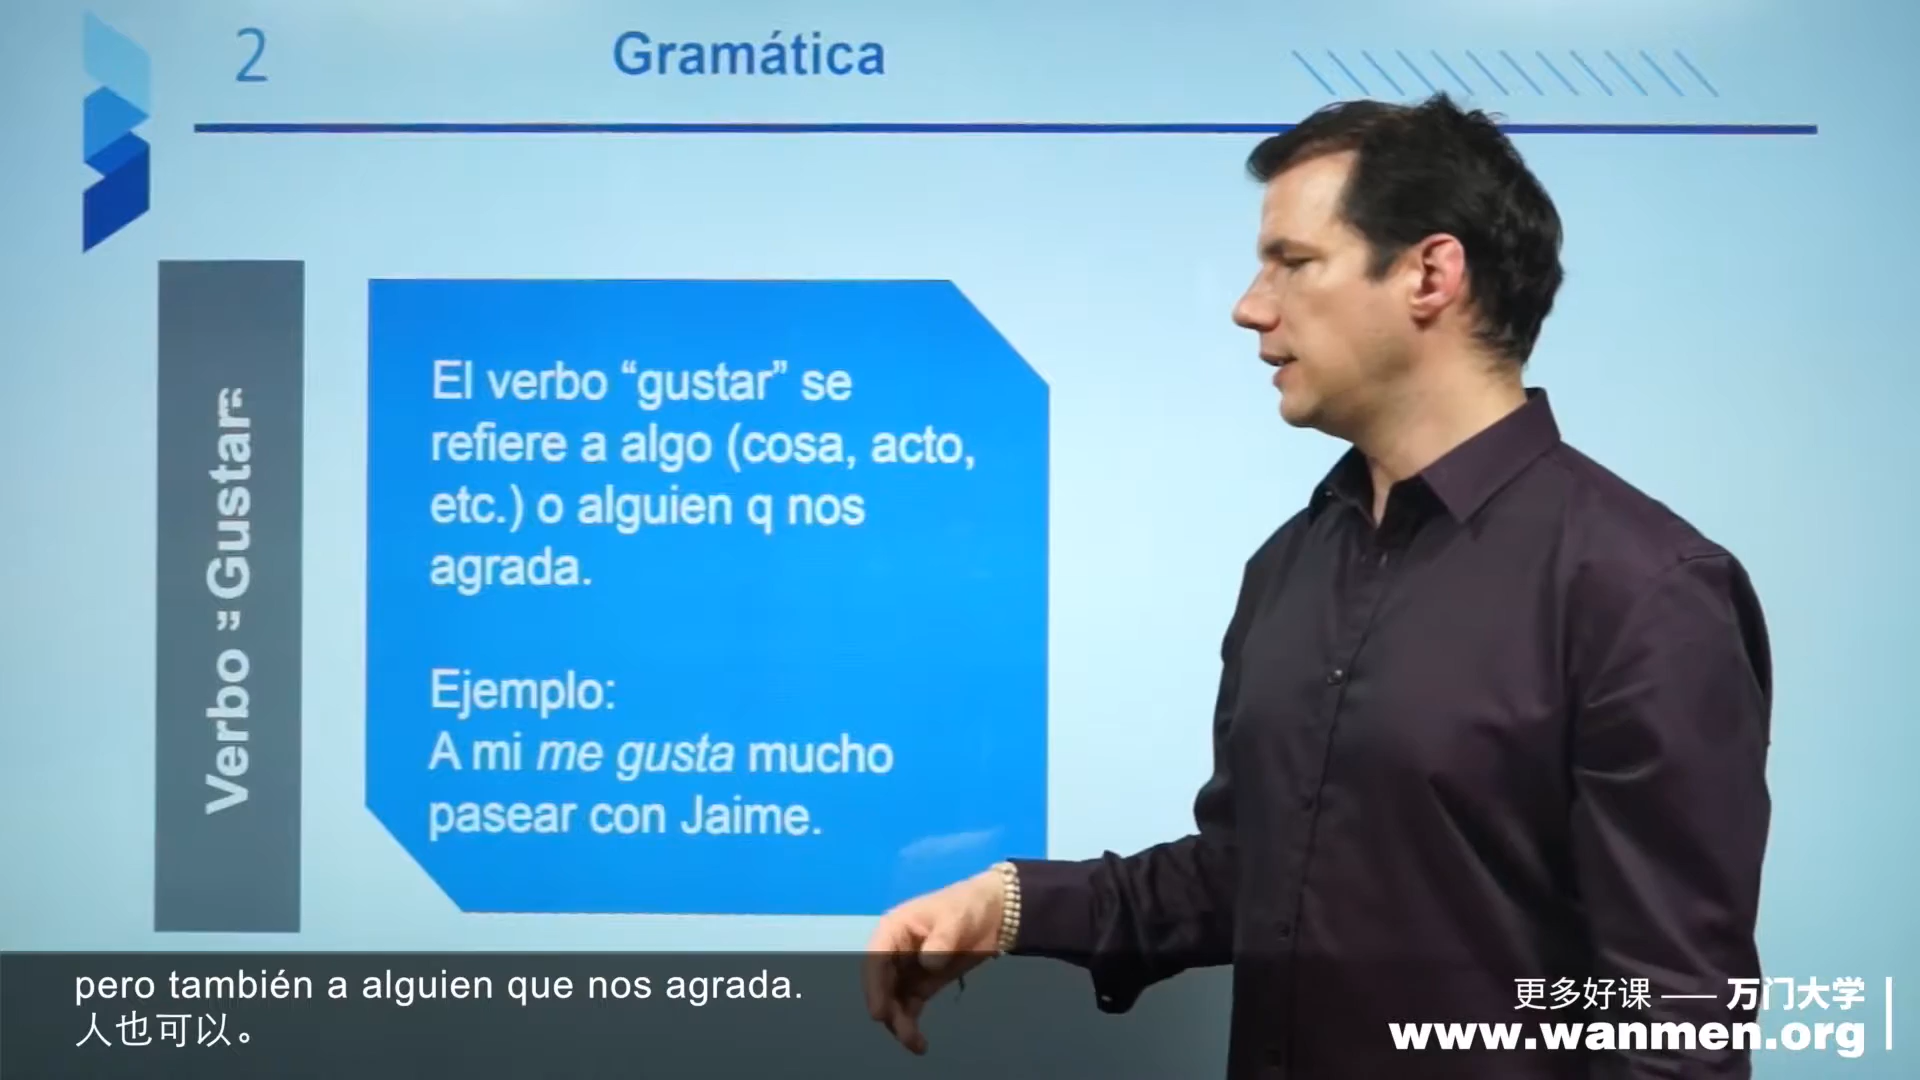 2
Gramática
Verbo “Gustar”
El verbo “gustar” se
refiere a algo (cosa, acto,
etc.) o alguien q nos
agrada.
Ejemplo:
A mi me gusta mucho
pasear con Jaime.
pero también a alguien que nos agrada.
人也可以。
更多好课 —— 万门大学
www.wanmen.org